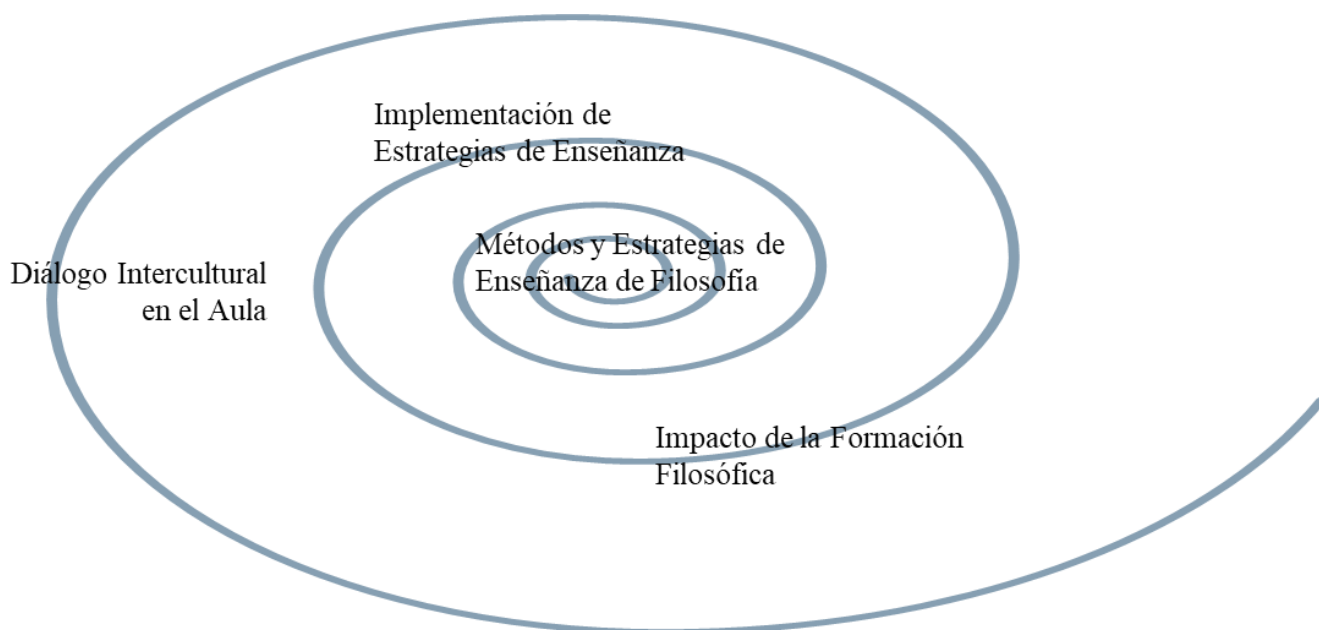 Implementación de
Estrategias de Enseñanza
Métodos y Estrategias de
Enseñanza de Filosofía
Diálogo Intercultural
en el Aula
Impacto de la Formación
Filosófica